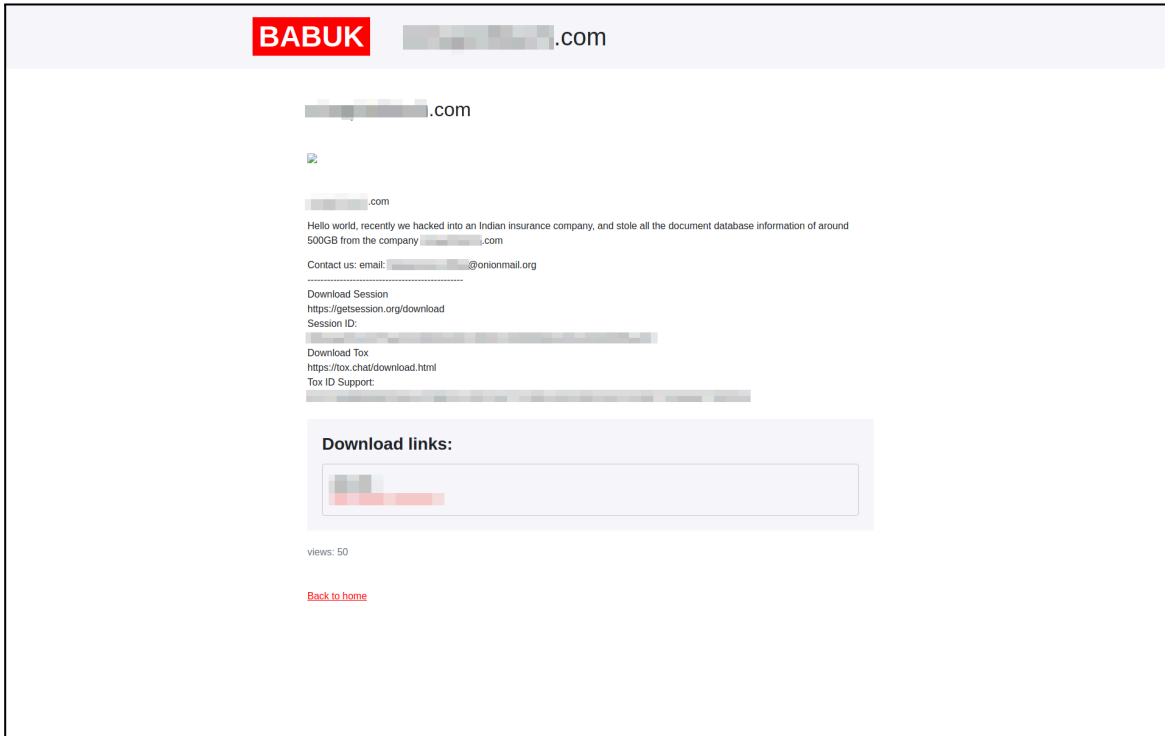 BABUK
.com
.com
.com
Hello world, recently we hacked into an Indian insurance company, and stole all the document database information of around
500GB from the company .com
Contact us: email: @onionmail.org
------------------------------------------------
Download Session
https://getsession.org/download
Session ID:
Download Tox
https://tox.chat/download.html
Tox ID Support:
Download links:
views: 50
Back to home